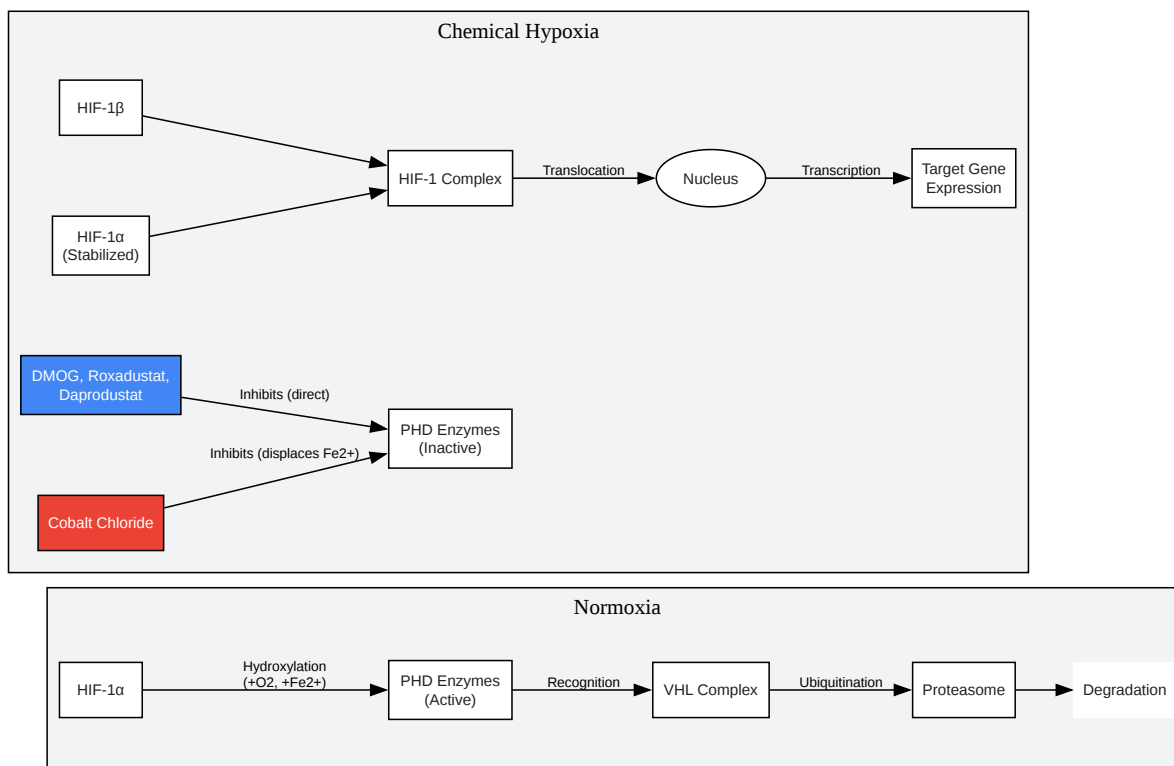 Chemical Hypoxia
HIF-1β
HIF-1α
(Stabilized)
HIF-1 Complex
Translocation
Nucleus
Transcription
Target Gene
Expression
DMOG, Roxadustat,
Daprodustat
Inhibits (direct)
Inhibits (displaces Fe2+)
PHD Enzymes
(Inactive)
Cobalt Chloride
Normoxia
HIF-1α
Hydroxylation
(+O2, +Fe2+)
PHD Enzymes
(Active)
Recognition
VHL Complex
Ubiquitination
Proteasome
Degradation